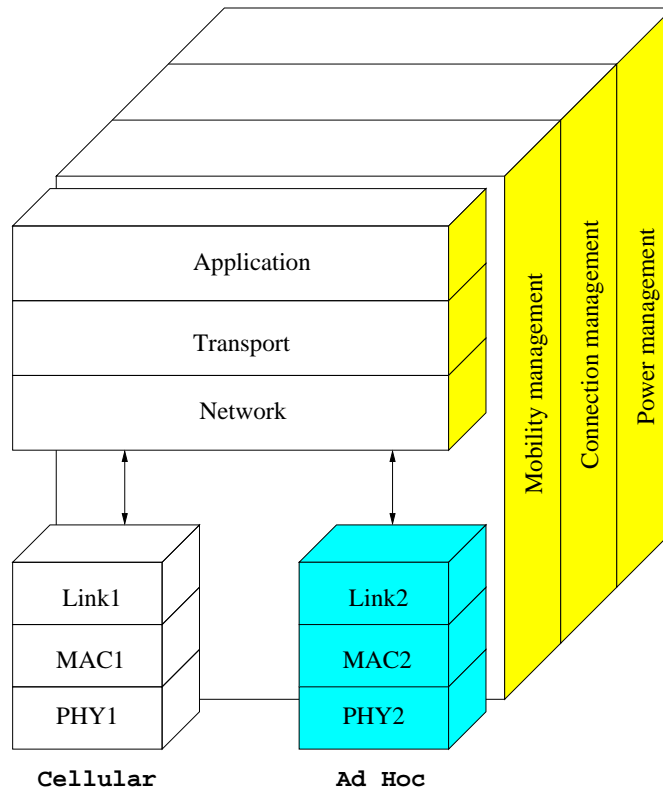 Application
Transport
Network
Mobility management
Connection management
Power management
Link1
MAC1
PHY1
Link2
MAC2
PHY2
Cellular
Ad Hoc